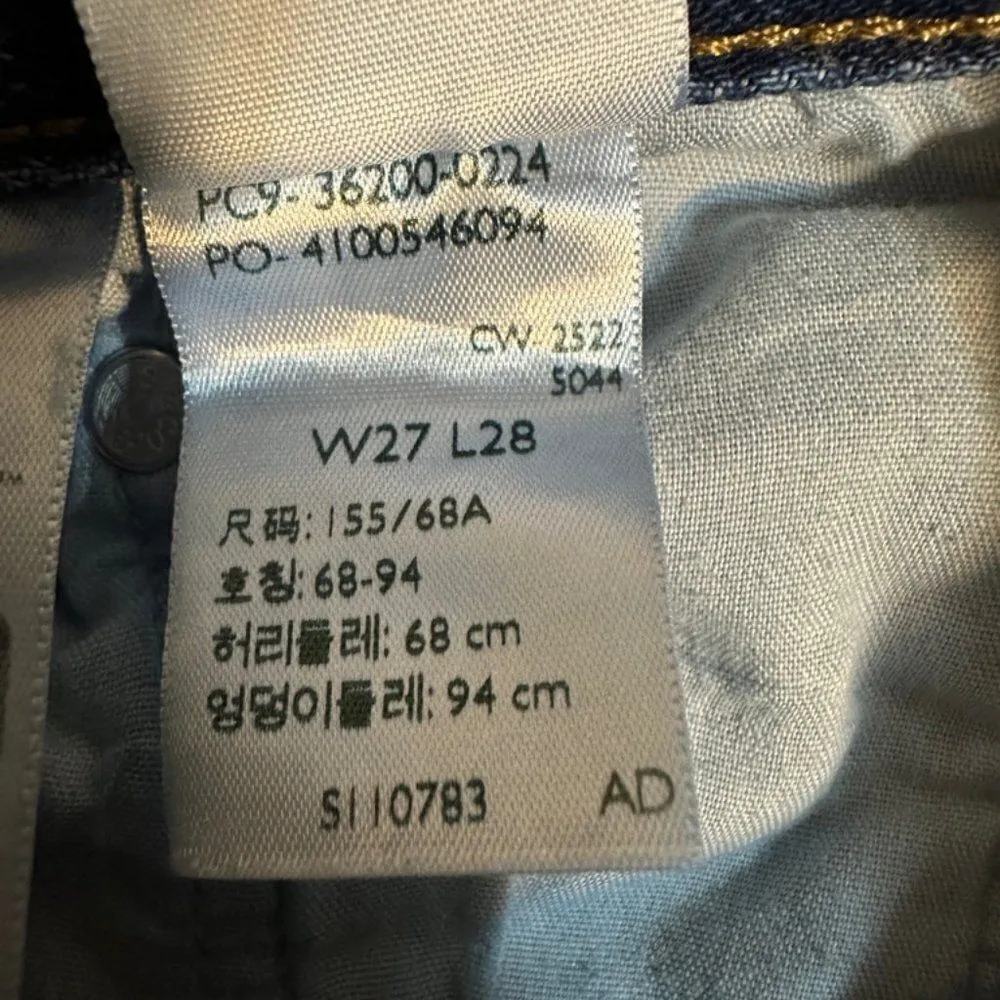 PC9- 36200-0224
PO- 4100546094
CW 2522
5044
W27 L28
尺码: 155/68A
호칭: 68-94
허리둘레: 68 cm
엉덩이둘레: 94 cm
S110783 AD